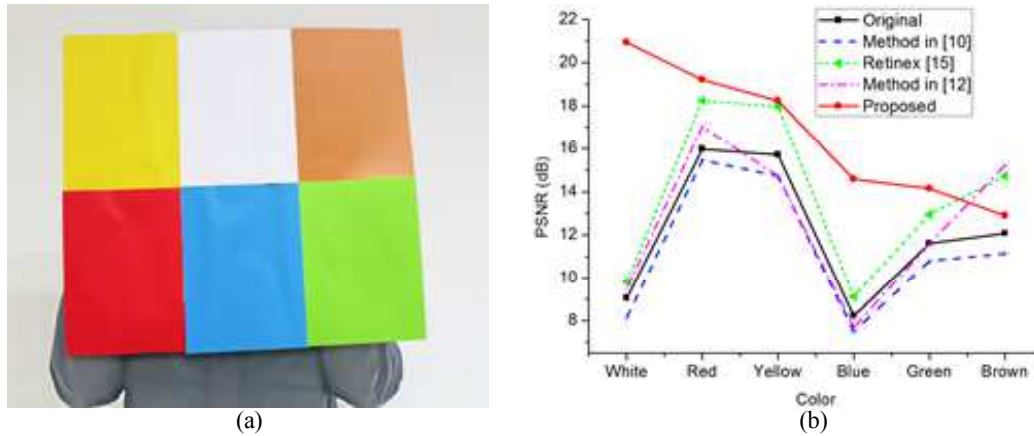 22
20
18
16
14
12
10
8
PSNR (dB)
Original
Method in [10]
Retinex [15]
Method in [12]
Proposed
White Red Yellow Blue Green Brown
Color
(a) (b)